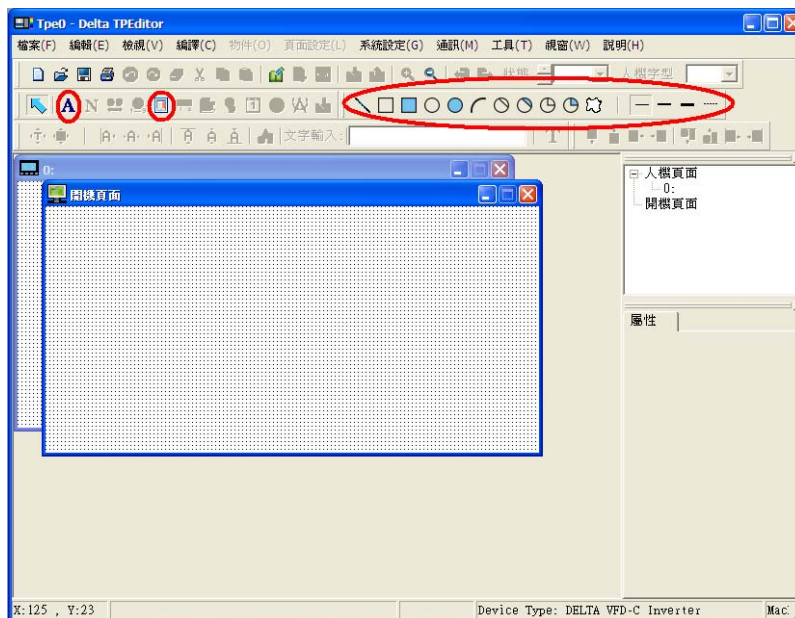 Tpe0 - Delta TPEditor
檔案(F) 編輯(E) 檢視(V) 編譯(C) 物件(O) 頁面設定(L) 系統設定(G) 通訊(M) 工具(T) 視窗(W) 說明(H)
狀態 人機字型
A N
A A A A A A 文字輸入: T
0:
開機頁面
人機頁面
0:
開機頁面
屬性
X:125 , Y:23 Device Type: DELTA VFD-C Inverter Mac